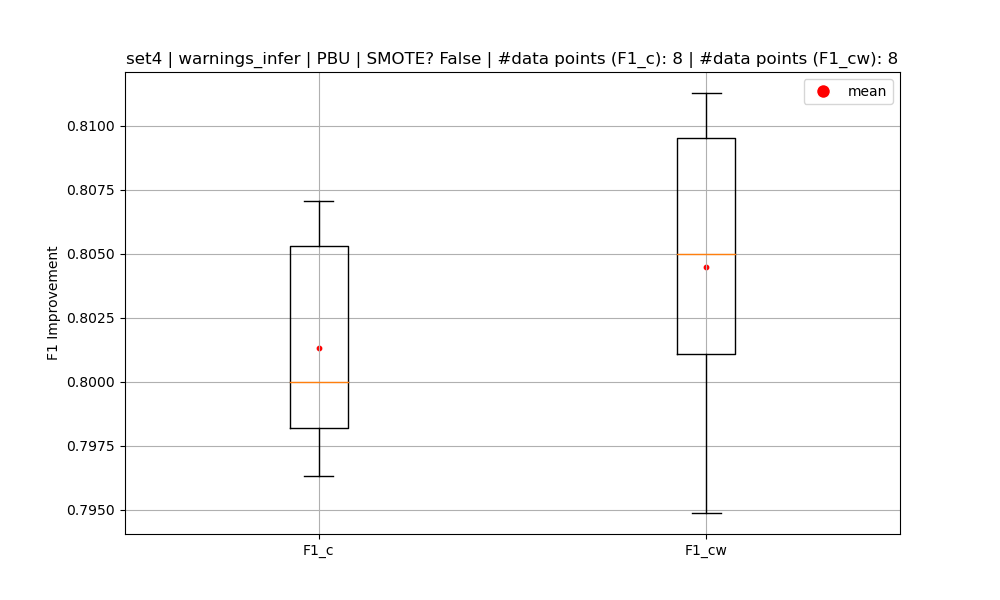 set4 | warnings_infer | PBU | SMOTE? False | #data points (F1_c): 8 | #data points (F1_cw): 8
mean
0.8100
0.8075
0.8050
0.8025
0.8000
0.7975
0.7950
F1 Improvement
F1_c
F1_cw